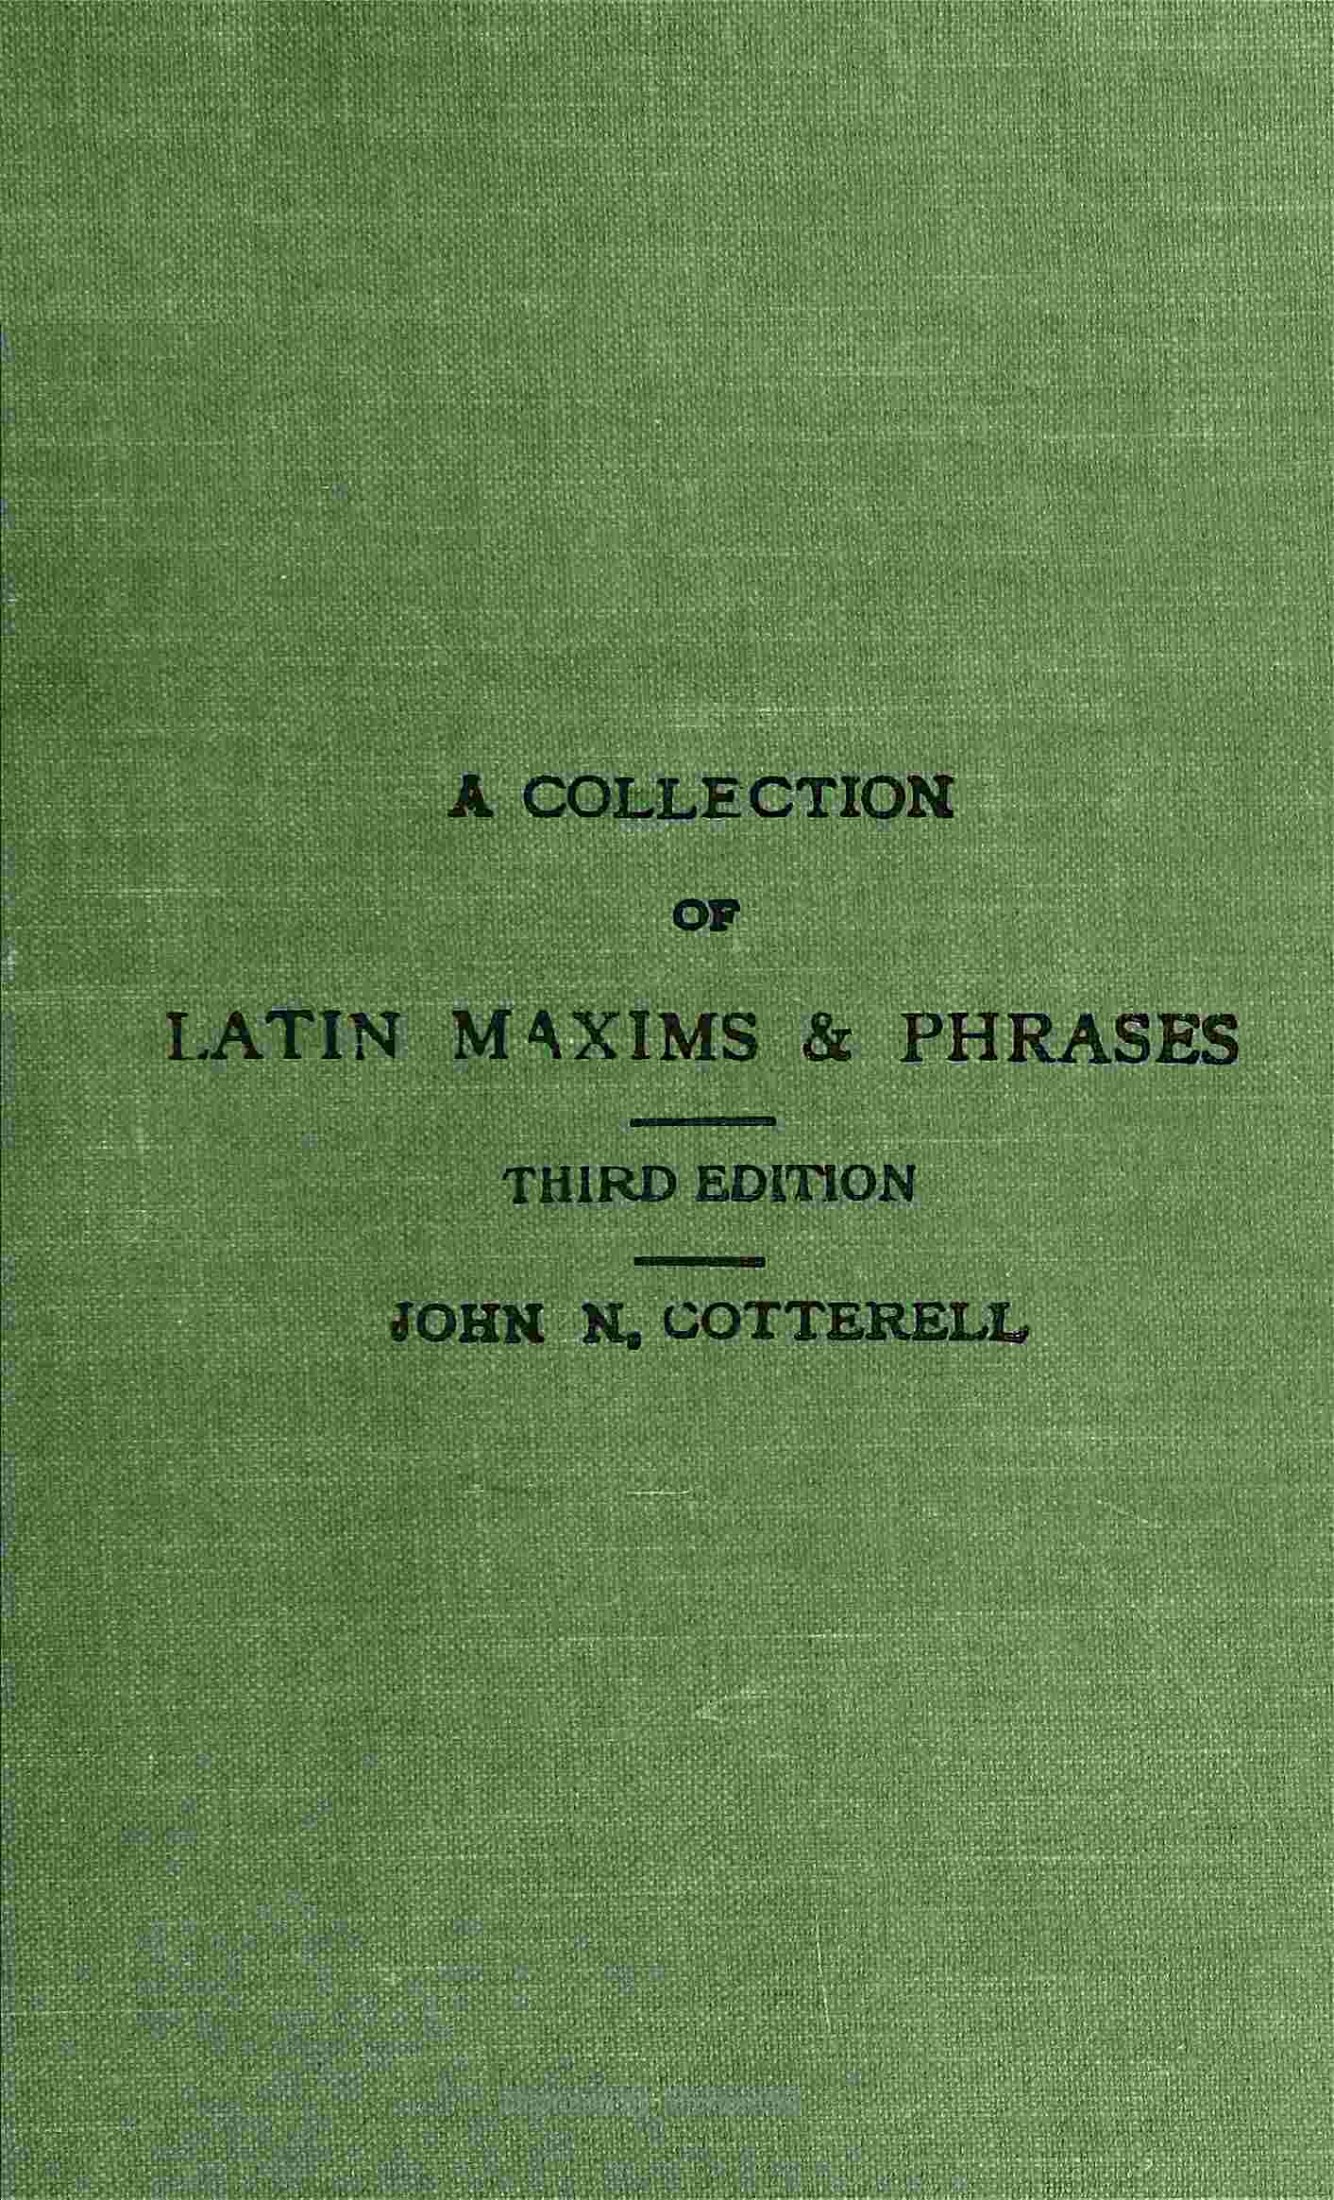 A COLLECTION
OF
LATIN MAXIMS & PHRASES
THIRD EDITION
JOHN N. COTTERELL